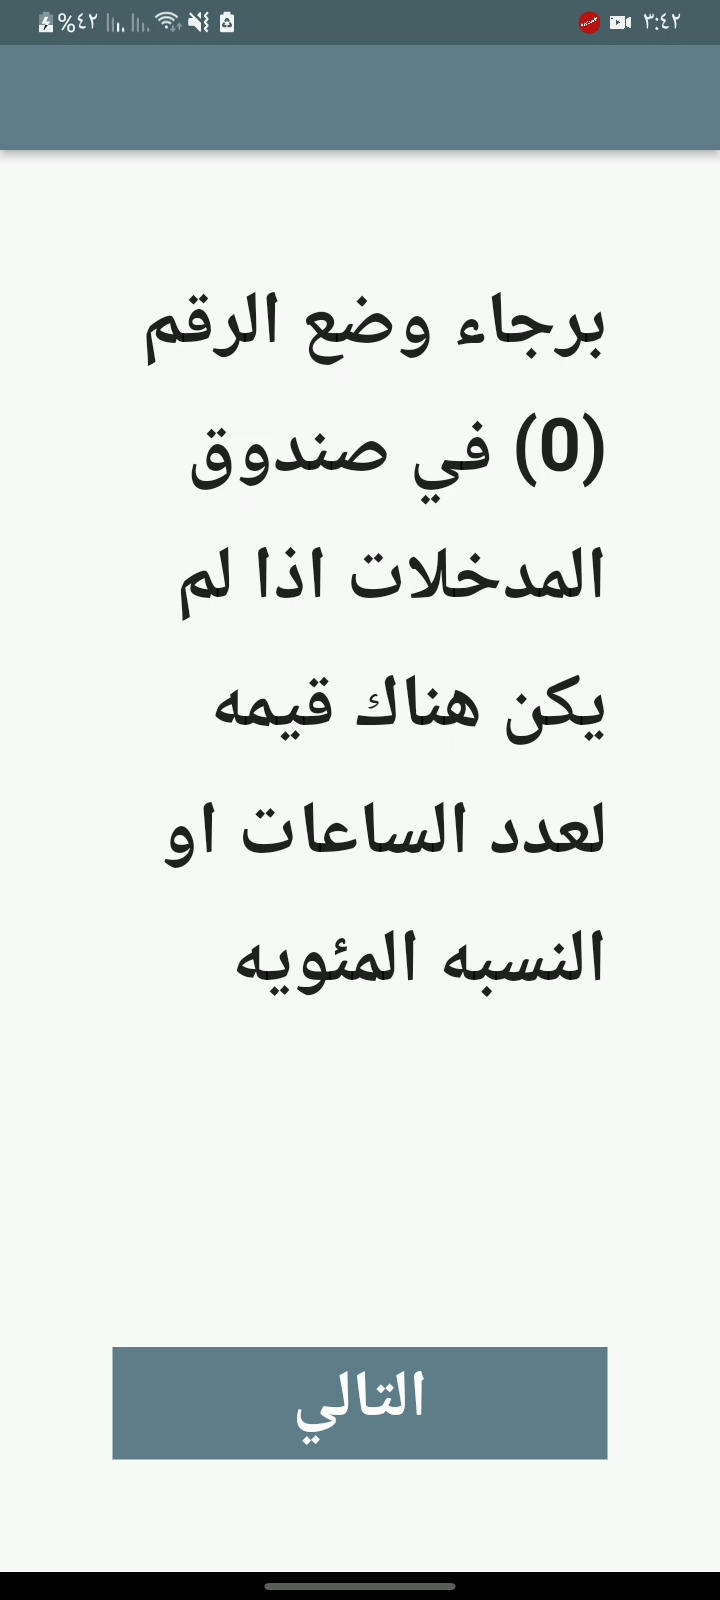 %٤٢
٣:٤٢
برجاء وضع الرقم
(0) في صندوق
المدخلات اذا لم
يكن هناك قيمه
لعدد الساعات او
النسبه المئويه
التالي